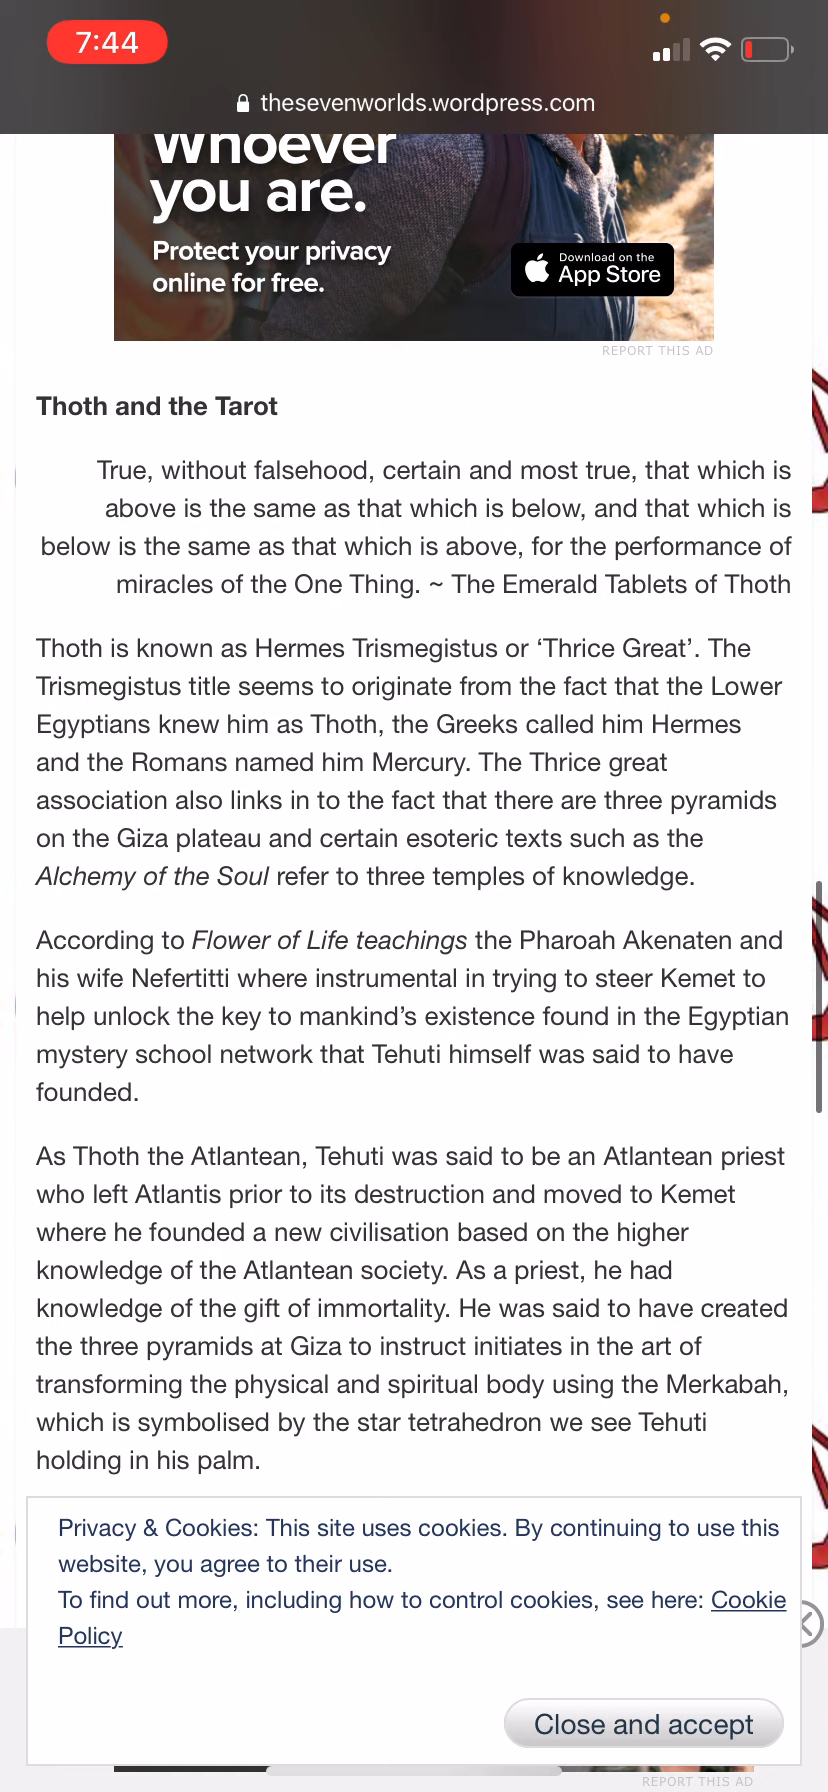 7:44
thesevenworlds.wordpress.com
Whoever
you are.
Protect your privacy
online for free.
Download on the
App Store
REPORT THIS AD
Thoth and the Tarot
True, without falsehood, certain and most true, that which is
above is the same as that which is below, and that which is
below is the same as that which is above, for the performance of
miracles of the One Thing. ~ The Emerald Tablets of Thoth
Thoth is known as Hermes Trismegistus or ‘Thrice Great’. The
Trismegistus title seems to originate from the fact that the Lower
Egyptians knew him as Thoth, the Greeks called him Hermes
and the Romans named him Mercury. The Thrice great
association also links in to the fact that there are three pyramids
on the Giza plateau and certain esoteric texts such as the
Alchemy of the Soul refer to three temples of knowledge.
According to Flower of Life teachings the Pharoah Akenaten and
his wife Nefertitti where instrumental in trying to steer Kemet to
help unlock the key to mankind’s existence found in the Egyptian
mystery school network that Tehuti himself was said to have
founded.
As Thoth the Atlantean, Tehuti was said to be an Atlantean priest
who left Atlantis prior to its destruction and moved to Kemet
where he founded a new civilisation based on the higher
knowledge of the Atlantean society. As a priest, he had
knowledge of the gift of immortality. He was said to have created
the three pyramids at Giza to instruct initiates in the art of
transforming the physical and spiritual body using the Merkabah,
which is symbolised by the star tetrahedron we see Tehuti
holding in his palm.
Privacy & Cookies: This site uses cookies. By continuing to use this
website, you agree to their use.
To find out more, including how to control cookies, see here: Cookie
Policy
Close and accept
REPORT THIS AD